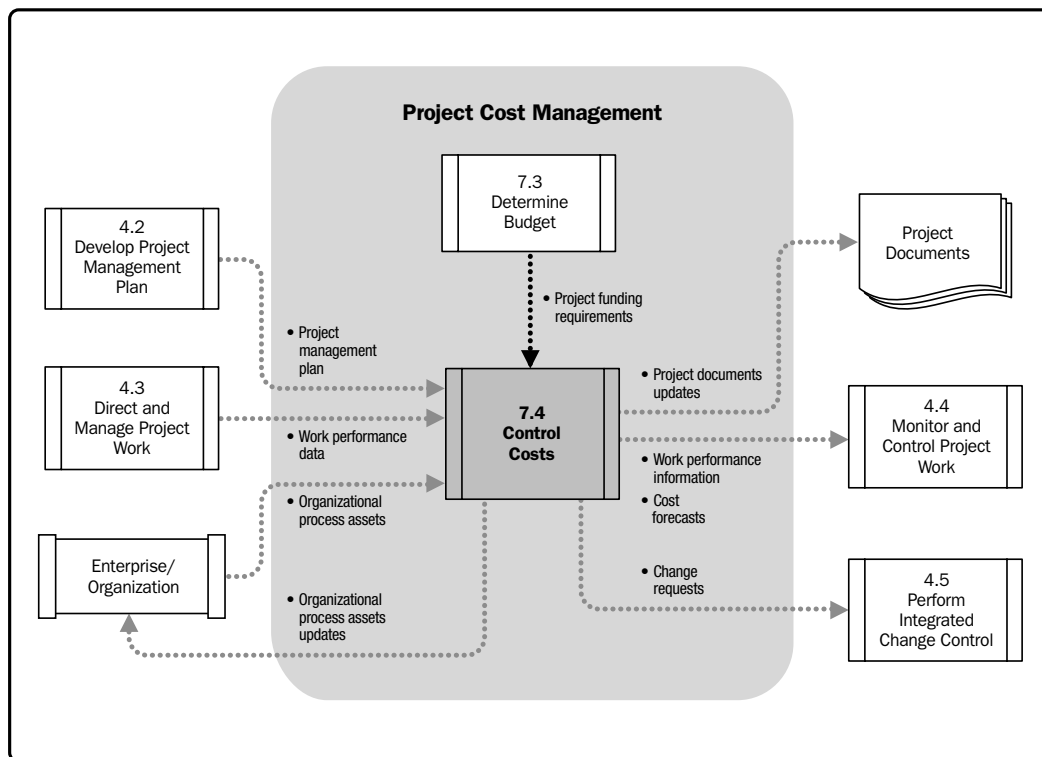 Project Cost Management
7.3
Determine
Budget
4.2
Develop Project
Management
Plan
Project
Documents
• Project funding
requirements
• Project
management
plan
4.3
Direct and
Manage Project
Work
7.4
Control
Costs
• Project documents
updates
4.4
Monitor and
Control Project
Work
• Work performance
data
• Work performance
information
• Cost
forecasts
• Organizational
process assets
Enterprise/
Organization
• Change
requests
4.5
Perform
Integrated
Change Control
• Organizational
process assets
updates